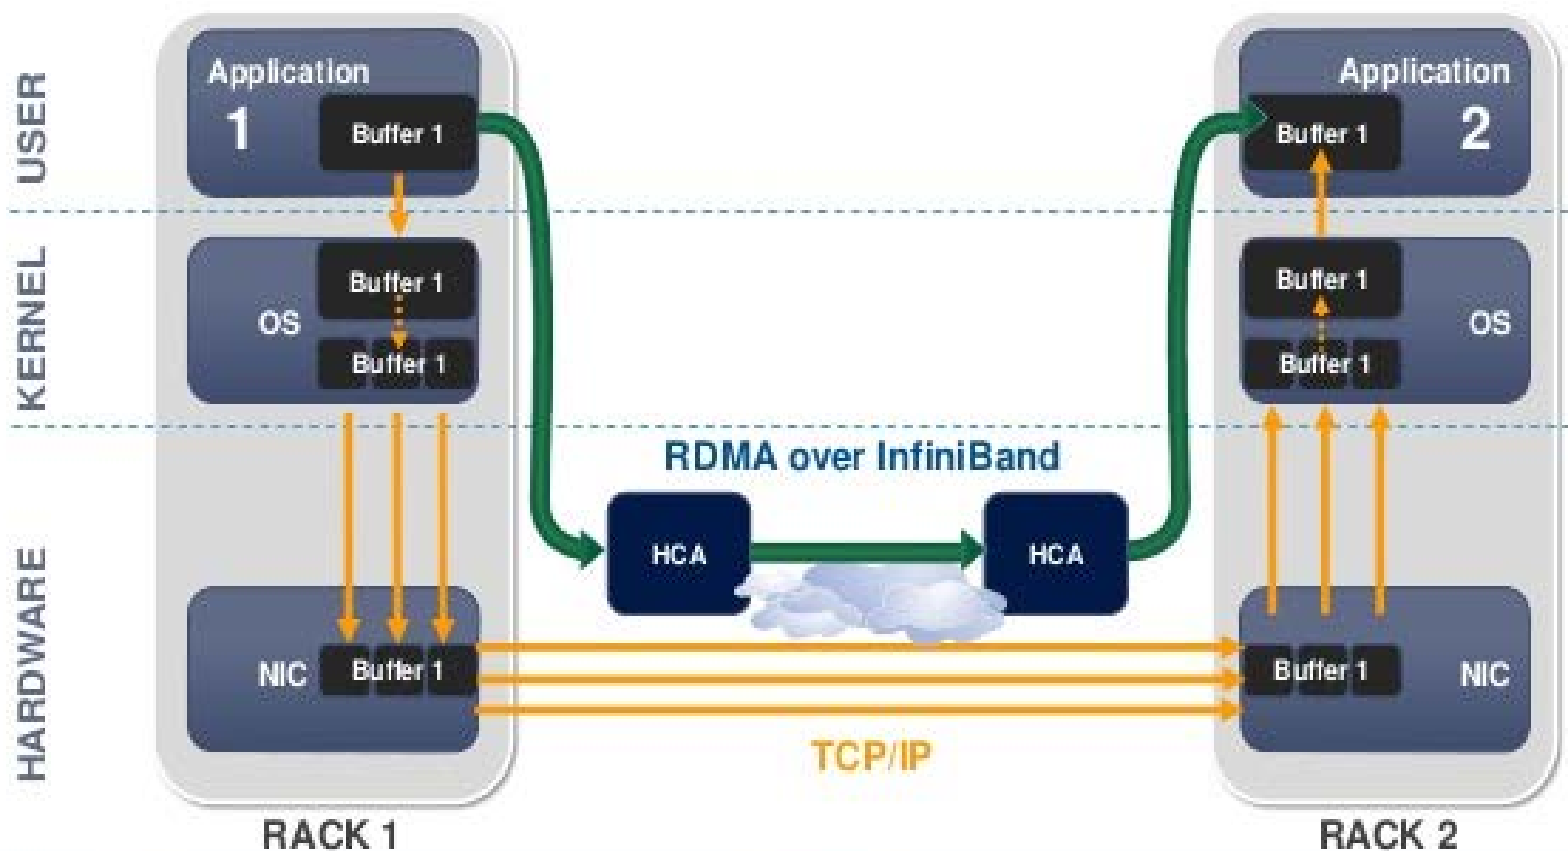 USER
KERNEL
HARDWARE
Application
1
Buffer 1
OS
Buffer 1
Buffer 1
NIC
Buffer 1
RACK 1
RDMA over InfiniBand
HCA
HCA
TCP/IP
Application
2
Buffer 1
Buffer 1
OS
Buffer 1
Buffer 1
NIC
RACK 2